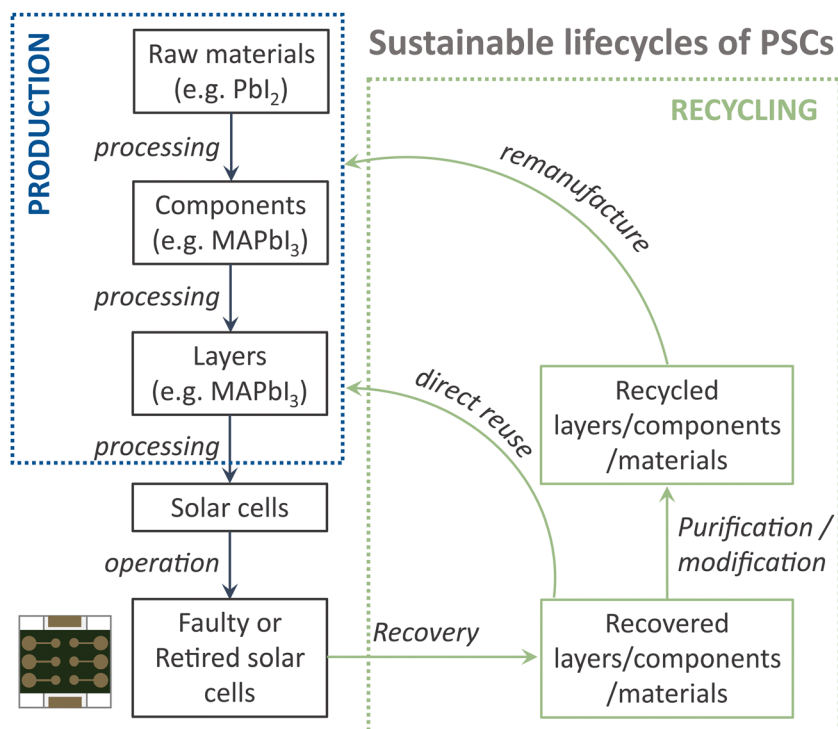 Sustainable lifecycles of PSCs
PRODUCTION
Raw materials
(e.g. PbI₂)
processing
Components
(e.g. MAPbI₃)
processing
Layers
(e.g. MAPbI₃)
processing
Solar cells
operation
Faulty or
Retired solar
cells
RECYCLING
remanufacture
direct reuse
Recycled
layers/components
/materials
Purification /
modification
Recovery
Recovered
layers/components
/materials